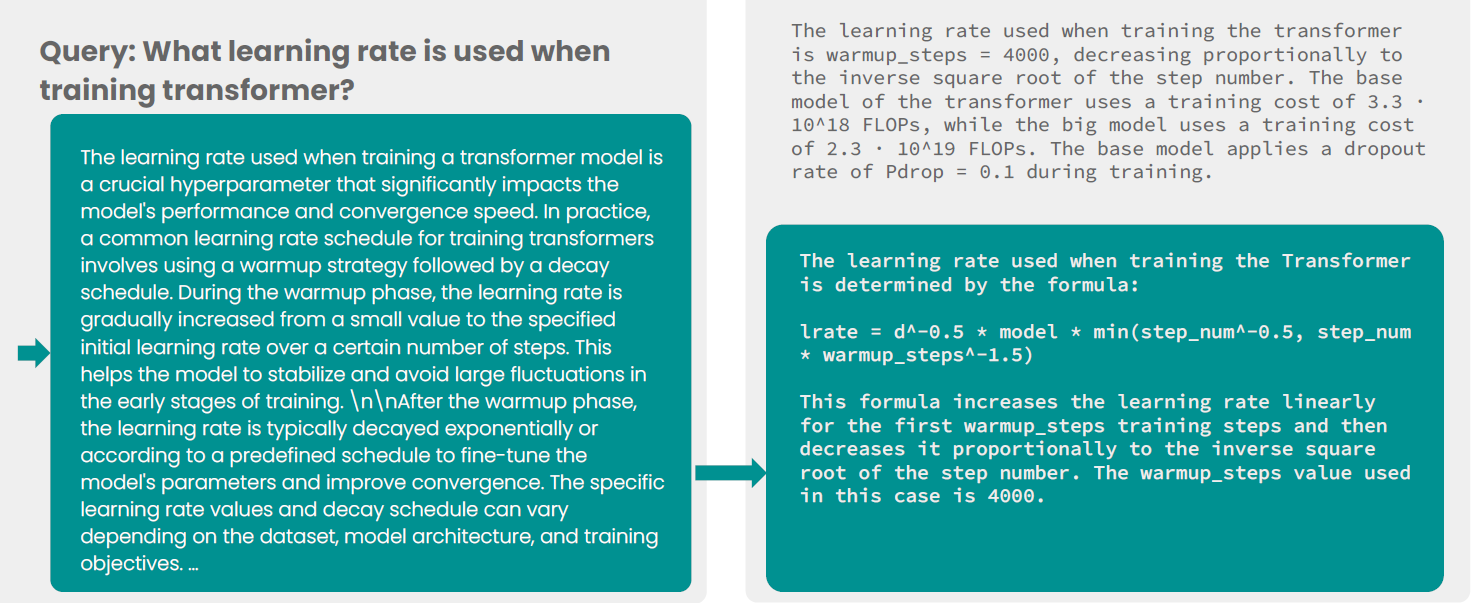 Query: What learning rate is used when
training transformer?
The learning rate used when training a transformer model is
a crucial hyperparameter that significantly impacts the
model's performance and convergence speed. In practice,
a common learning rate schedule for training transformers
involves using a warmup strategy followed by a decay
schedule. During the warmup phase, the learning rate is
gradually increased from a small value to the specified
initial learning rate over a certain number of steps. This
helps the model to stabilize and avoid large fluctuations in
the early stages of training. \n\nAfter the warmup phase,
the learning rate is typically decayed exponentially or
according to a predefined schedule to fine-tune the
model's parameters and improve convergence. The specific
learning rate values and decay schedule can vary
depending on the dataset, model architecture, and training
objectives. ...
The learning rate used when training the transformer
is warmup_steps = 4000, decreasing proportionally to
the inverse square root of the step number. The base
model of the transformer uses a training cost of 3.3 ·
10^18 FLOPs, while the big model uses a training cost
of 2.3 · 10^19 FLOPs. The base model applies a dropout
rate of Pdrop = 0.1 during training.
The learning rate used when training the Transformer
is determined by the formula:
lrate = d^-0.5 * model * min(step_num^-0.5, step_num
* warmup_steps^-1.5)
This formula increases the learning rate linearly
for the first warmup_steps training steps and then
decreases it proportionally to the inverse square
root of the step number. The warmup_steps value used
in this case is 4000.